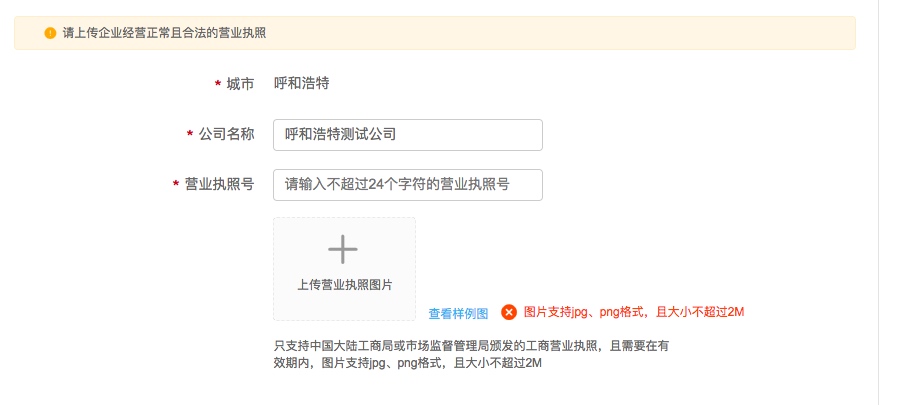 请上传企业经营正常且合法的营业执照
* 城市 呼和浩特
* 公司名称 呼和浩特测试公司
* 营业执照号 请输入不超过24个字符的营业执照号
上传营业执照图片
查看样例图 图片支持jpg、png格式，且大小不超过2M
只支持中国大陆工商局或市场监督管理局颁发的工商营业执照，且需要在有
效期内，图片支持jpg、png格式，且大小不超过2M